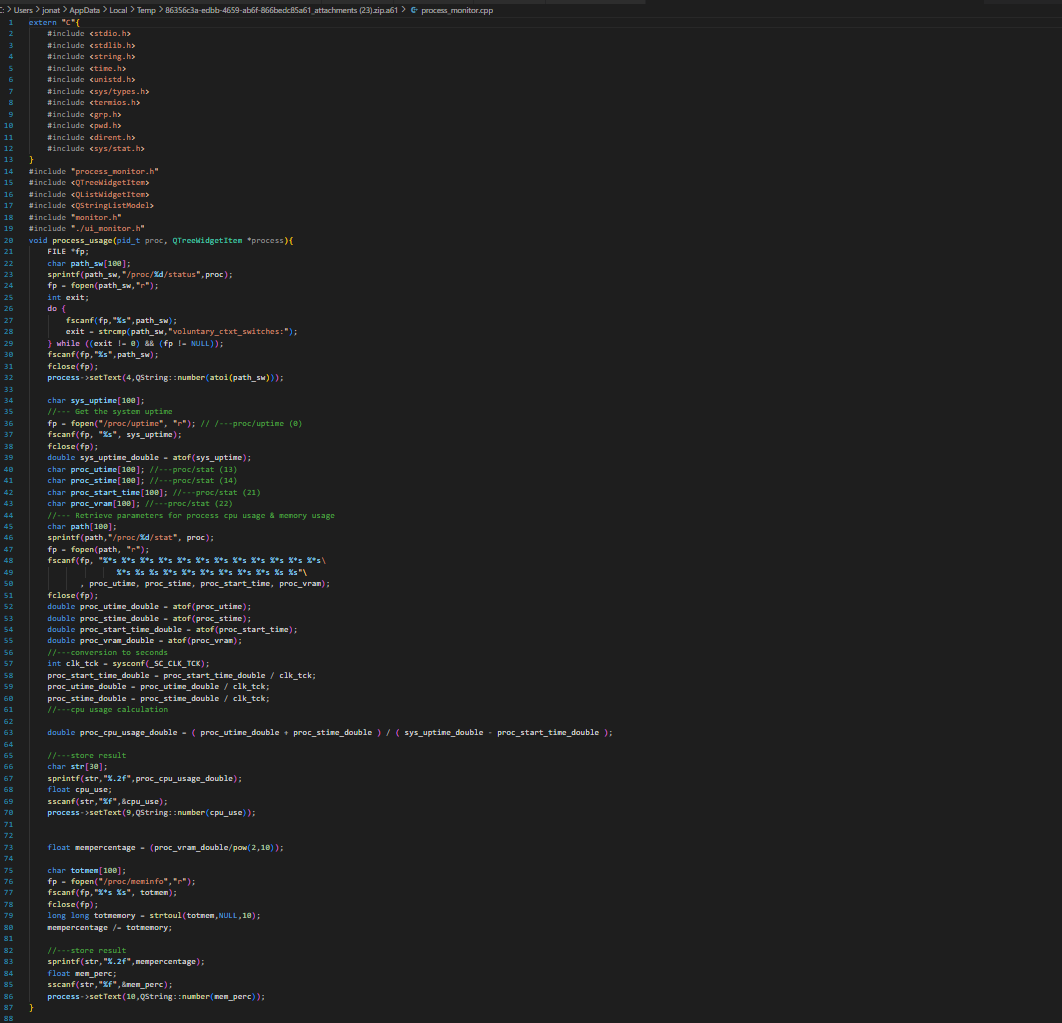 C: > Users > jonat > AppData > Local > Temp > 86356c3a-edbb-4659-ab6f-866bedc85a61_attachments (23).zip.a61 > process_monitor.cpp
1 extern "C"{
2 #include <stdio.h>
3 #include <stdlib.h>
4 #include <string.h>
5 #include <time.h>
6 #include <unistd.h>
7 #include <sys/types.h>
8 #include <termios.h>
9 #include <grp.h>
10 #include <pwd.h>
11 #include <dirent.h>
12 #include <sys/stat.h>
13 }
14 #include "process_monitor.h"
15 #include <QTreeWidgetItem>
16 #include <QListWidgetItem>
17 #include <QStringListModel>
18 #include "monitor.h"
19 #include "./ui_monitor.h"
20 void process_usage(pid_t proc, QTreeWidgetItem *process){
21 FILE *fp;
22 char path_sw[100];
23 sprintf(path_sw,"/proc/%d/status",proc);
24 fp = fopen(path_sw,"r");
25 int exit;
26 do {
27 fscanf(fp,"%s",path_sw);
28 exit = strcmp(path_sw,"voluntary_ctxt_switches:");
29 } while ((exit != 0) && (fp != NULL));
30 fscanf(fp,"%s",path_sw);
31 fclose(fp);
32 process->setText(4,QString::number(atoi(path_sw)));
33
34 char sys_uptime[100];
35 //--- Get the system uptime
36 fp = fopen("/proc/uptime", "r"); // /---proc/uptime (0)
37 fscanf(fp, "%s", sys_uptime);
38 fclose(fp);
39 double sys_uptime_double = atof(sys_uptime);
40 char proc_utime[100]; //---proc/stat (13)
41 char proc_stime[100]; //---proc/stat (14)
42 char proc_start_time[100]; //---proc/stat (21)
43 char proc_vram[100]; //---proc/stat (22)
44 //--- Retrieve parameters for process cpu usage & memory usage
45 char path[100];
46 sprintf(path,"/proc/%d/stat", proc);
47 fp = fopen(path, "r");
48 fscanf(fp, "%*s %*s %*s %*s %*s %*s %*s %*s %*s %*s %*s %*s\
49 %*s %s %s %*s %*s %*s %*s %*s %*s %s %s"\
50 , proc_utime, proc_stime, proc_start_time, proc_vram);
51 fclose(fp);
52 double proc_utime_double = atof(proc_utime);
53 double proc_stime_double = atof(proc_stime);
54 double proc_start_time_double = atof(proc_start_time);
55 double proc_vram_double = atof(proc_vram);
56 //---conversion to seconds
57 int clk_tck = sysconf(_SC_CLK_TCK);
58 proc_start_time_double = proc_start_time_double / clk_tck;
59 proc_utime_double = proc_utime_double / clk_tck;
60 proc_stime_double = proc_stime_double / clk_tck;
61 //---cpu usage calculation
62
63 double proc_cpu_usage_double = ( proc_utime_double + proc_stime_double ) / ( sys_uptime_double - proc_start_time_double );
64
65 //---store result
66 char str[30];
67 sprintf(str,"%.2f",proc_cpu_usage_double);
68 float cpu_use;
69 sscanf(str,"%f",&cpu_use);
70 process->setText(9,QString::number(cpu_use));
71
72
73 float mempercentage = (proc_vram_double/pow(2,10));
74
75 char totmem[100];
76 fp = fopen("/proc/meminfo","r");
77 fscanf(fp,"%*s %s", totmem);
78 fclose(fp);
79 long long totmemory = strtoul(totmem,NULL,10);
80 mempercentage /= totmemory;
81
82 //---store result
83 sprintf(str,"%.2f",mempercentage);
84 float mem_perc;
85 sscanf(str,"%f",&mem_perc);
86 process->setText(10,QString::number(mem_perc));
87 }
88